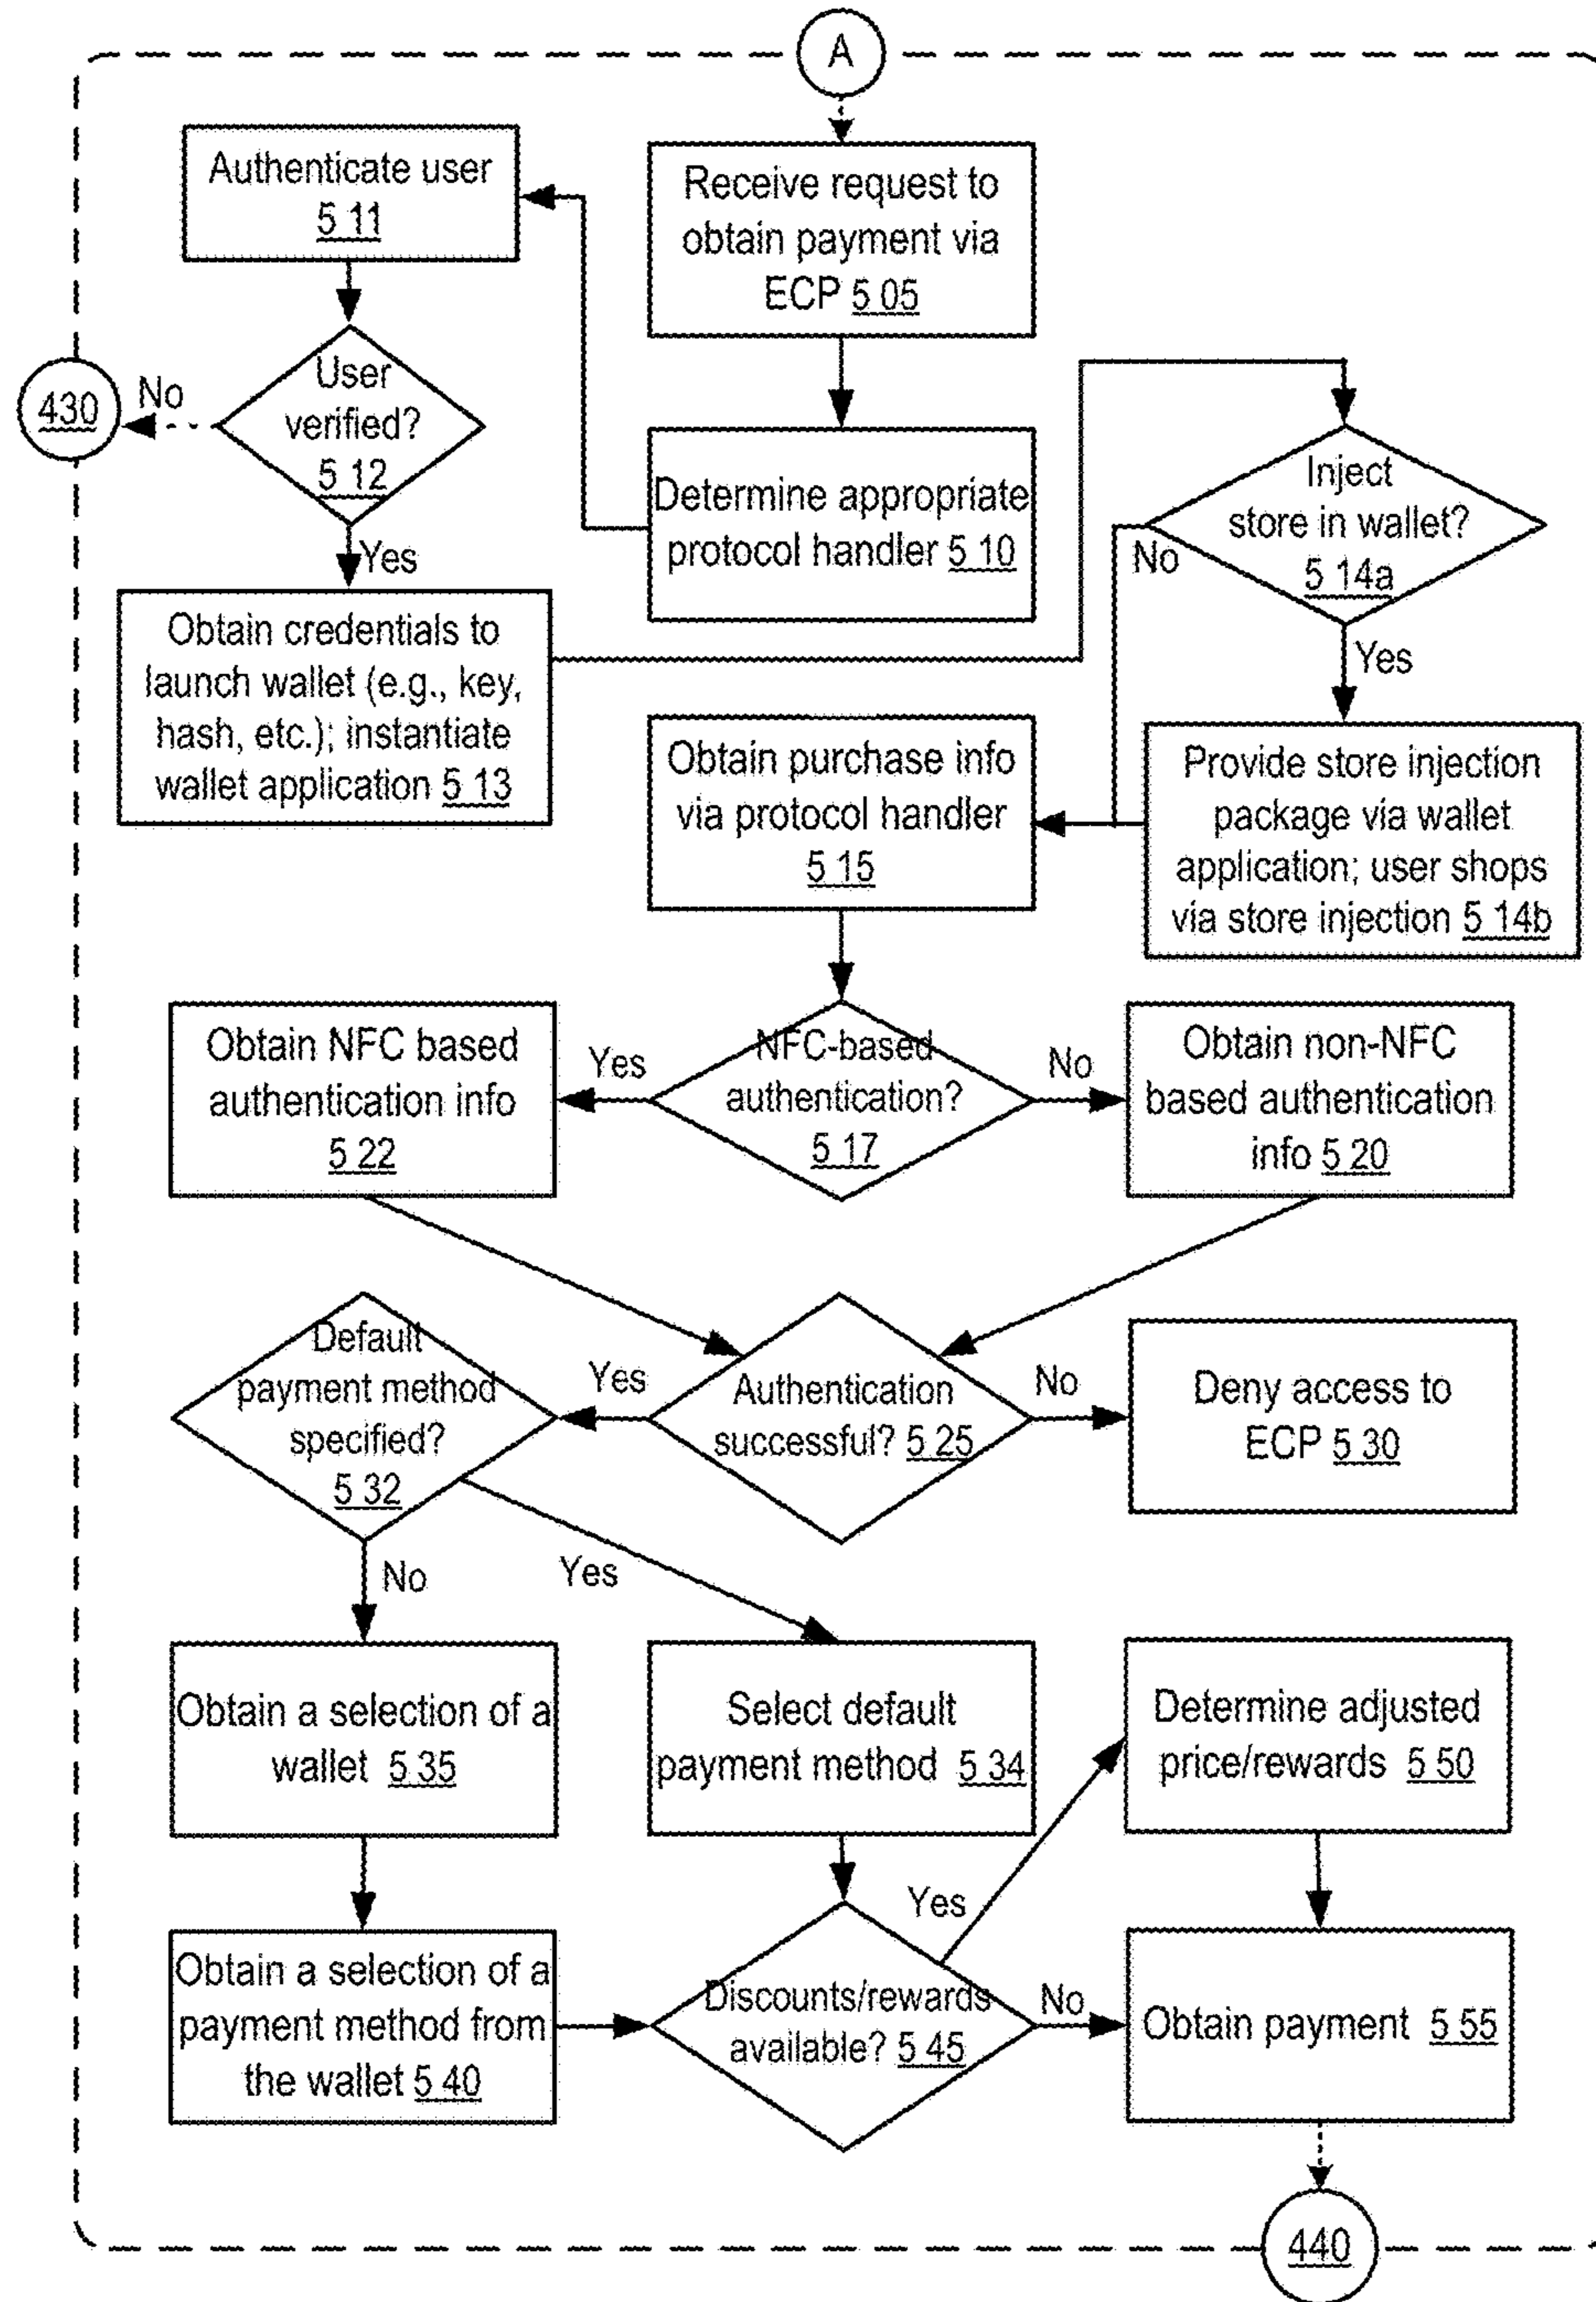 A
Authenticate user
5 11
Receive request to
obtain payment via
ECP 5 05
User
verified?
5 12
No
430
Yes
Determine appropriate
protocol handler 5 10
Inject
store in wallet?
5 14a
No
Yes
Obtain credentials to
launch wallet (e.g., key,
hash, etc.); instantiate
wallet application 5 13
Obtain purchase info
via protocol handler
5 15
Provide store injection
package via wallet
application; user shops
via store injection 5 14b
Obtain NFC based
authentication info
5 22
Yes
NFC-based
authentication?
5 17
No
Obtain non-NFC
based authentication
info 5 20
Default
payment method
specified?
5 32
Yes
Authentication
successful? 5 25
No
Deny access to
ECP 5 30
No
Yes
Obtain a selection of a
wallet 5 35
Select default
payment method 5 34
Determine adjusted
price/rewards 5 50
Yes
Obtain a selection of a
payment method from
the wallet 5 40
Discounts/rewards
available? 5 45
No
Obtain payment 5 55
440